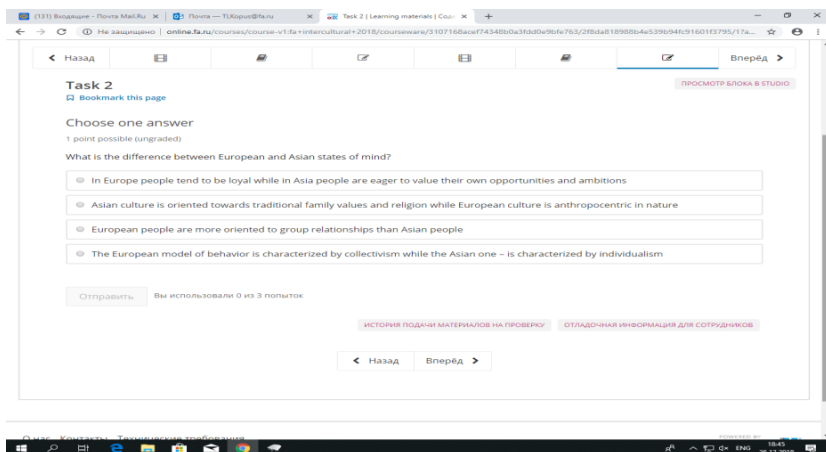 (131) Входящие - Почта Mail.Ru
Почта — TLKopus@fa.ru
Task 2 | Learning materials | Cou
Не защищено | online.fa.ru/courses/course-v1:fa+intercultural+2018/courseware/3107168acef74348b0a3fdd0e9bfe763/2f8da818988b4e539b94fc91601f3795/1?a...
Назад
Вперёд
Task 2
ПРОСМОТР БЛОКА В STUDIO
Bookmark this page
Choose one answer
1 point possible (ungraded)
What is the difference between European and Asian states of mind?
In Europe people tend to be loyal while in Asia people are eager to value their own opportunities and ambitions
Asian culture is oriented towards traditional family values and religion while European culture is anthropocentric in nature
European people are more oriented to group relationships than Asian people
The European model of behavior is characterized by collectivism while the Asian one – is characterized by individualism
Отправить
Вы использовали 0 из 3 попыток
ИСТОРИЯ ПОДАЧИ МАТЕРИАЛОВ НА ПРОВЕРКУ
ОТЛАДОЧНАЯ ИНФОРМАЦИЯ ДЛЯ СОТРУДНИКОВ
Назад Вперёд
О нас Контакты Технические требования
POWERED BY
ENG
18:45